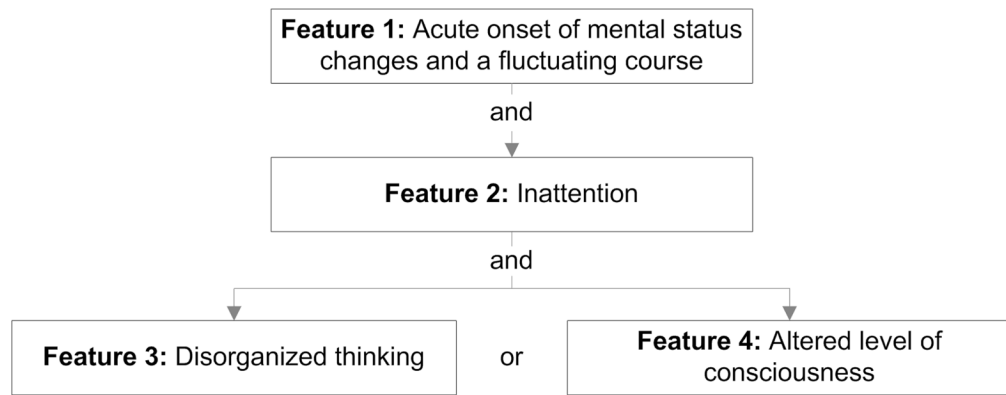 Feature 1: Acute onset of mental status
changes and a fluctuating course
and
Feature 2: Inattention
and
Feature 3: Disorganized thinking
or
Feature 4: Altered level of
consciousness